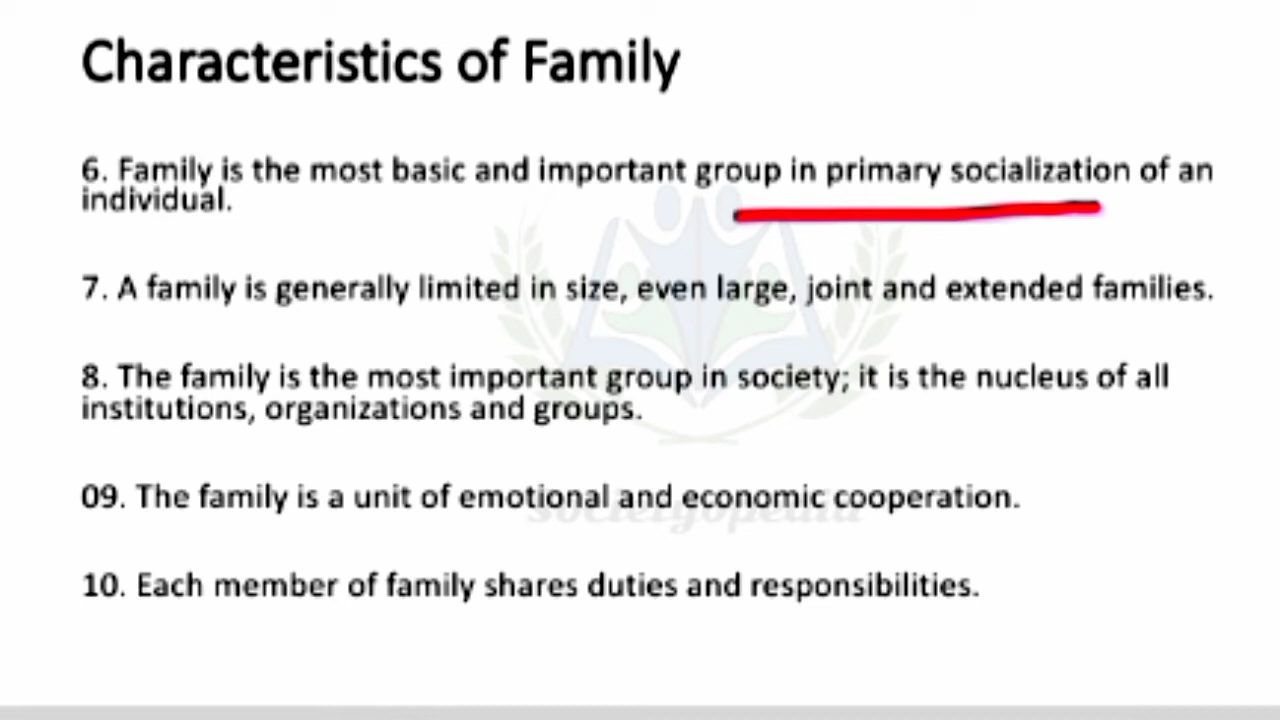 Characteristics of Family
6. Family is the most basic and important group in primary socialization of an
individual.
7. A family is generally limited in size, even large, joint and extended families.
8. The family is the most important group in society; it is the nucleus of all
institutions, organizations and groups.
09. The family is a unit of emotional and economic cooperation.
societyopedia
10. Each member of family shares duties and responsibilities.